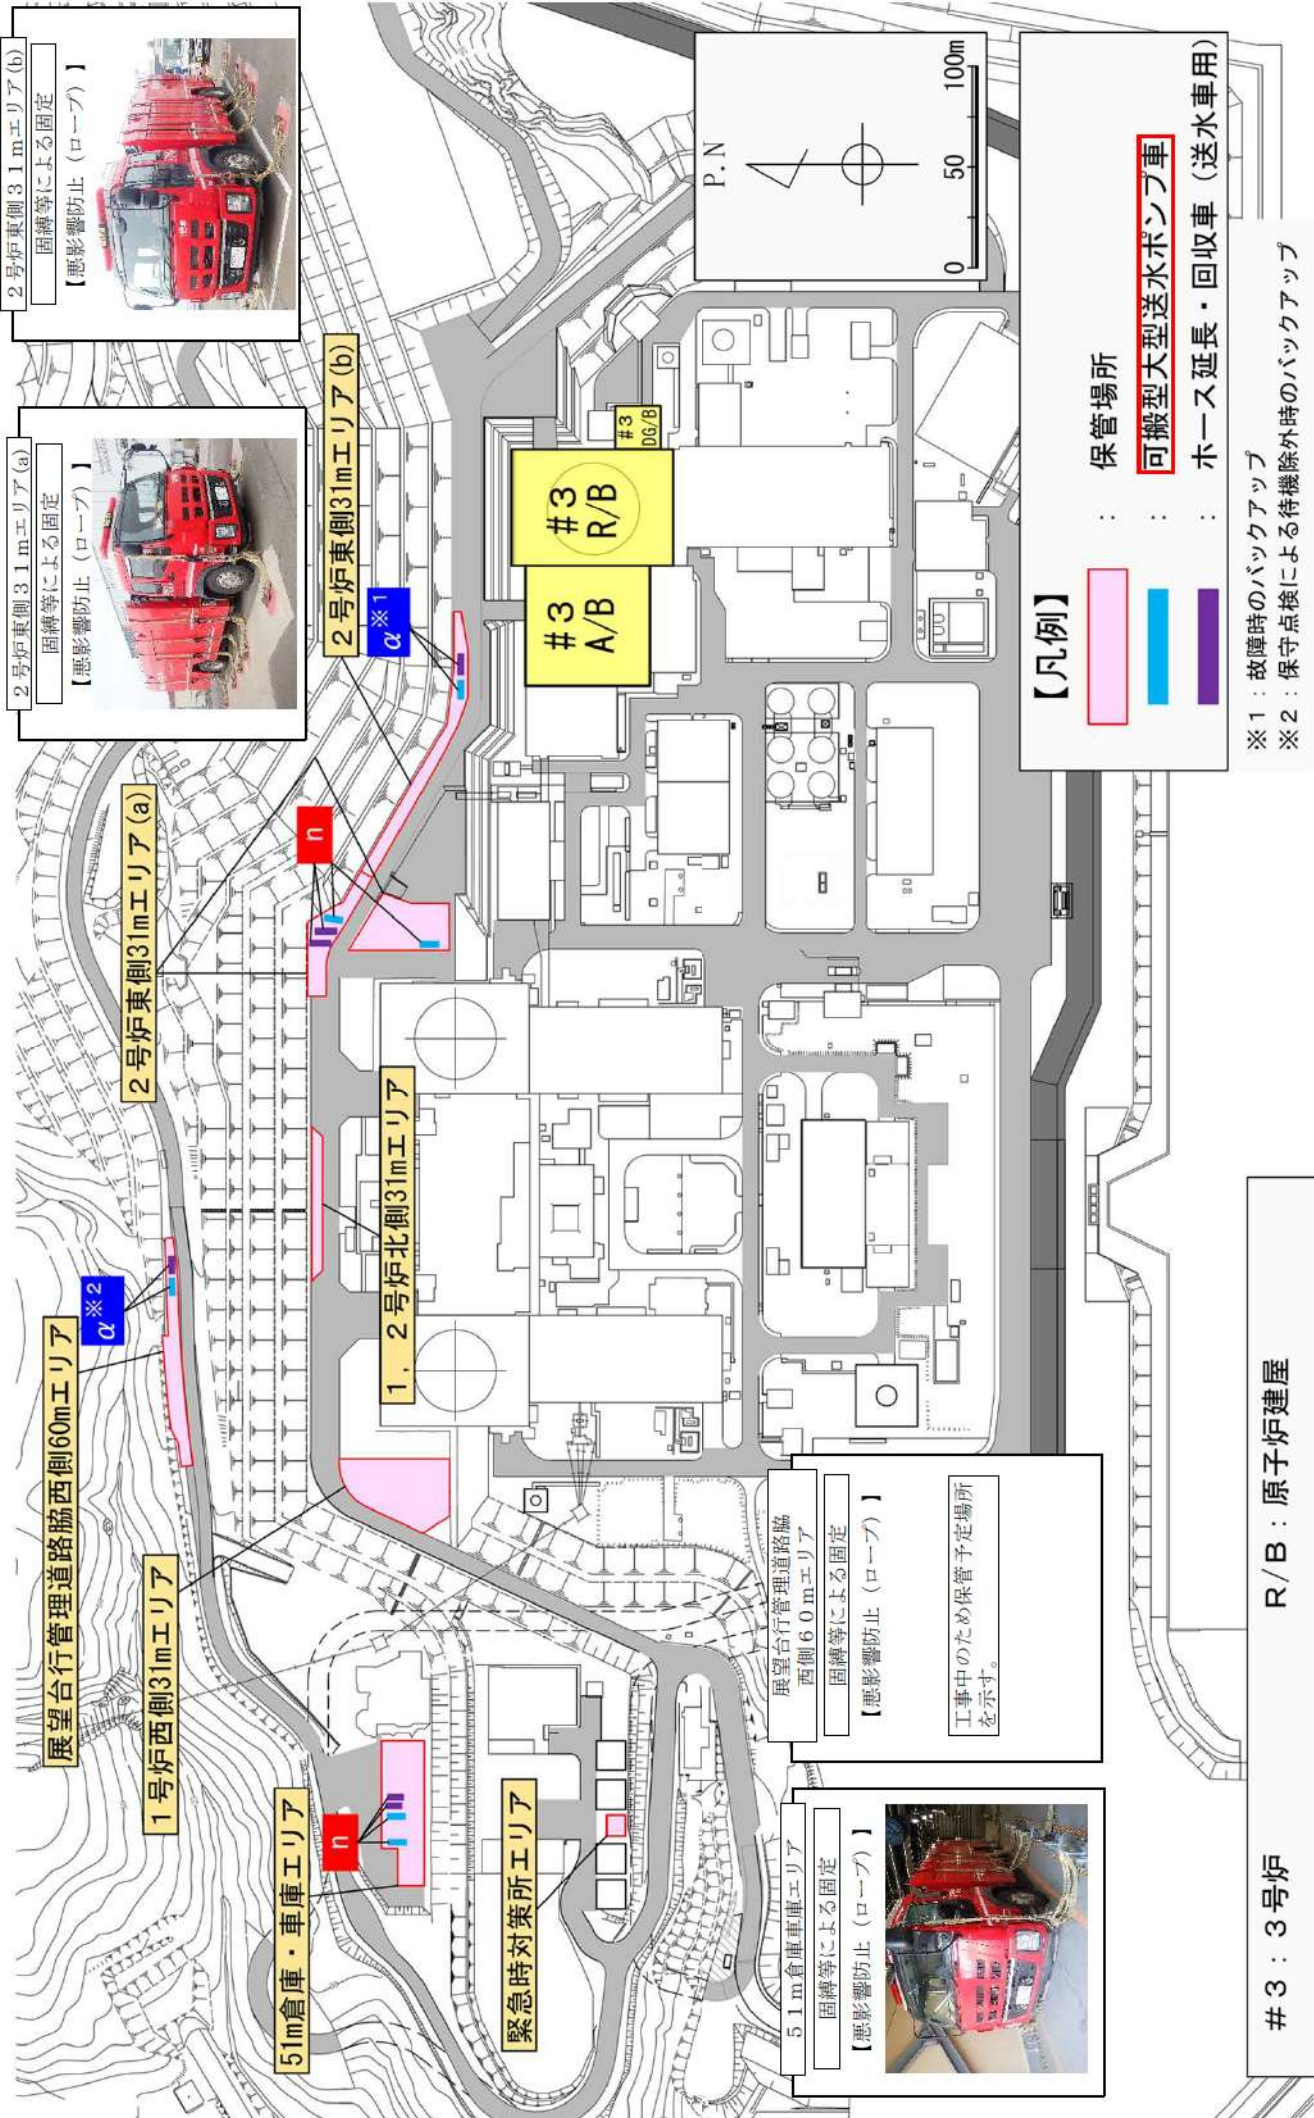 51m倉庫・車庫エリア
n
緊急時対策所エリア
1号炉西側31mエリア
展望台行管理道路脇西側60mエリア
α※2
1，2号炉北側31mエリア
2号炉東側31mエリア(a)
n
2号炉東側31mエリア(b)
α※1
#3
A/B
#3
R/B
#3
DG/B
2号炉東側31mエリア(a)
固縛等による固定
【悪影響防止（ロープ）】
2号炉東側31mエリア(b)
固縛等による固定
【悪影響防止（ロープ）】
51m倉庫車庫エリア
固縛等による固定
【悪影響防止（ロープ）】
展望台行管理道路脇
西側60mエリア
固縛等による固定
【悪影響防止（ロープ）】
工事中のため保管予定場所
を示す。
P.N
0 50 100m
【凡例】
：保管場所
：可搬型大型送水ポンプ車
：ホース延長・回収車（送水車用）
※1：故障時のバックアップ
※2：保守点検による待機除外時のバックアップ
#3：3号炉 R/B：原子炉建屋